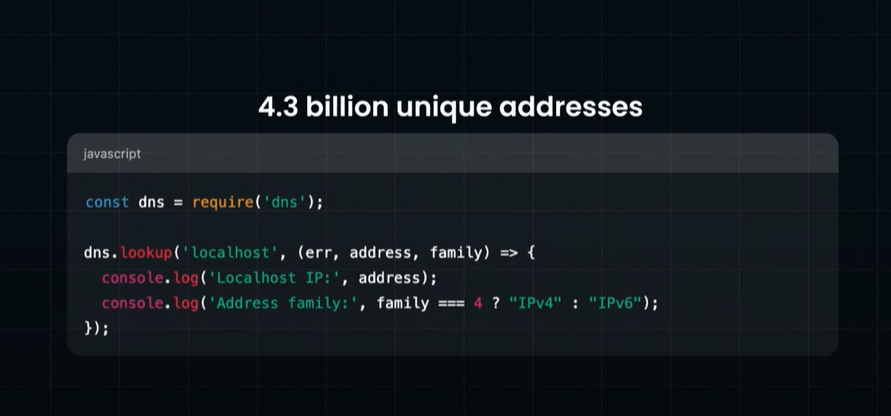 4.3 billion unique addresses
javascript
const dns = require('dns');
dns.lookup('localhost', (err, address, family) => {
  console.log('Localhost IP:', address);
  console.log('Address family:', family === 4 ? "IPv4" : "IPv6");
});